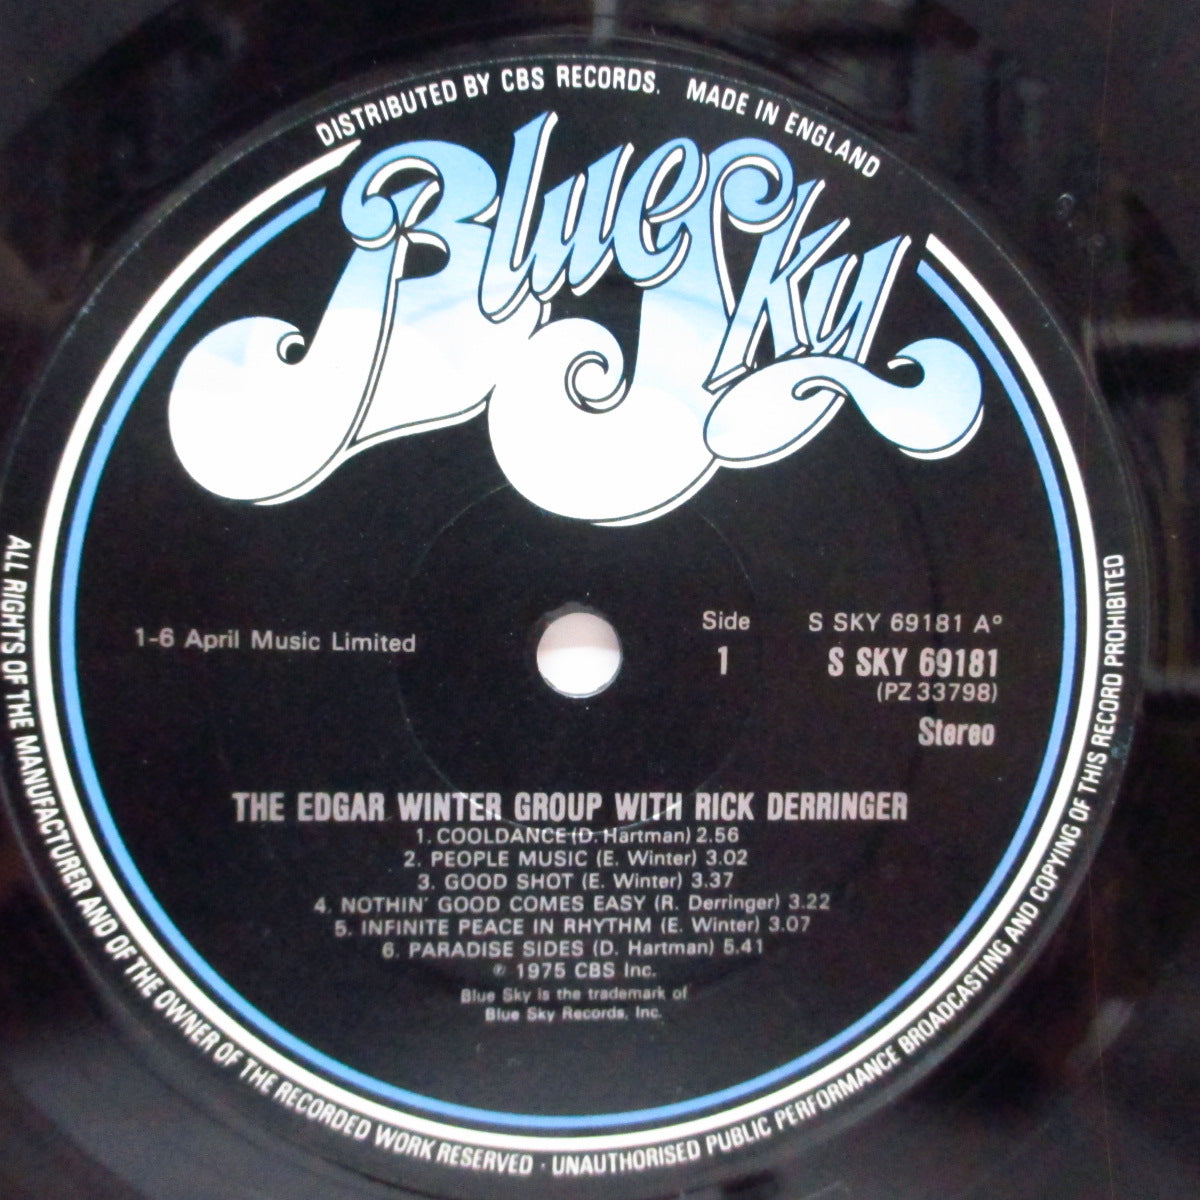 DISTRIBUTED BY CBS RECORDS. MADE IN ENGLAND
Blue Sky
1-6 April Music Limited
Side
1
S SKY 69181 A°
S SKY 69181
(PZ 33798)
Stereo
THE EDGAR WINTER GROUP WITH RICK DERRINGER
1. COOLDANCE (D. Hartman) 2.56
2. PEOPLE MUSIC (E. Winter) 3.02
3. GOOD SHOT (E. Winter) 3.37
4. NOTHIN' GOOD COMES EASY (R. Derringer) 3.22
5. INFINITE PEACE IN RHYTHM (E. Winter) 3.07
6. PARADISE SIDES (D. Hartman) 5.41
℗ 1975 CBS Inc.
Blue Sky is the trademark of
Blue Sky Records, Inc.
ALL RIGHTS OF THE MANUFACTURER AND OF THE OWNER OF THE RECORDED WORK RESERVED · UNAUTHORISED PUBLIC PERFORMANCE BROADCASTING AND COPYING OF THIS RECORD PROHIBITED